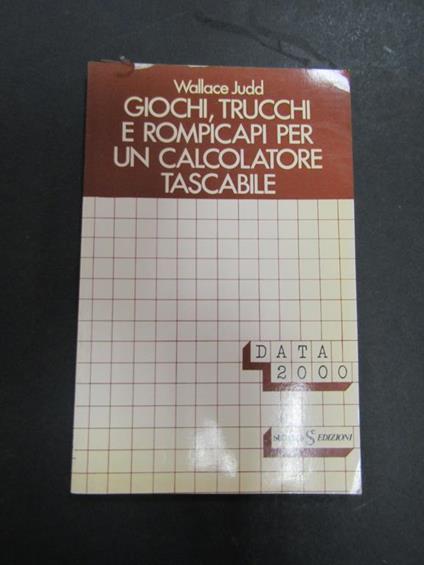 Wallace Judd
GIOCHI, TRUCCHI
E ROMPICAPI PER
UN CALCOLATORE
TASCABILE
DATA
2000
EDIZIONI